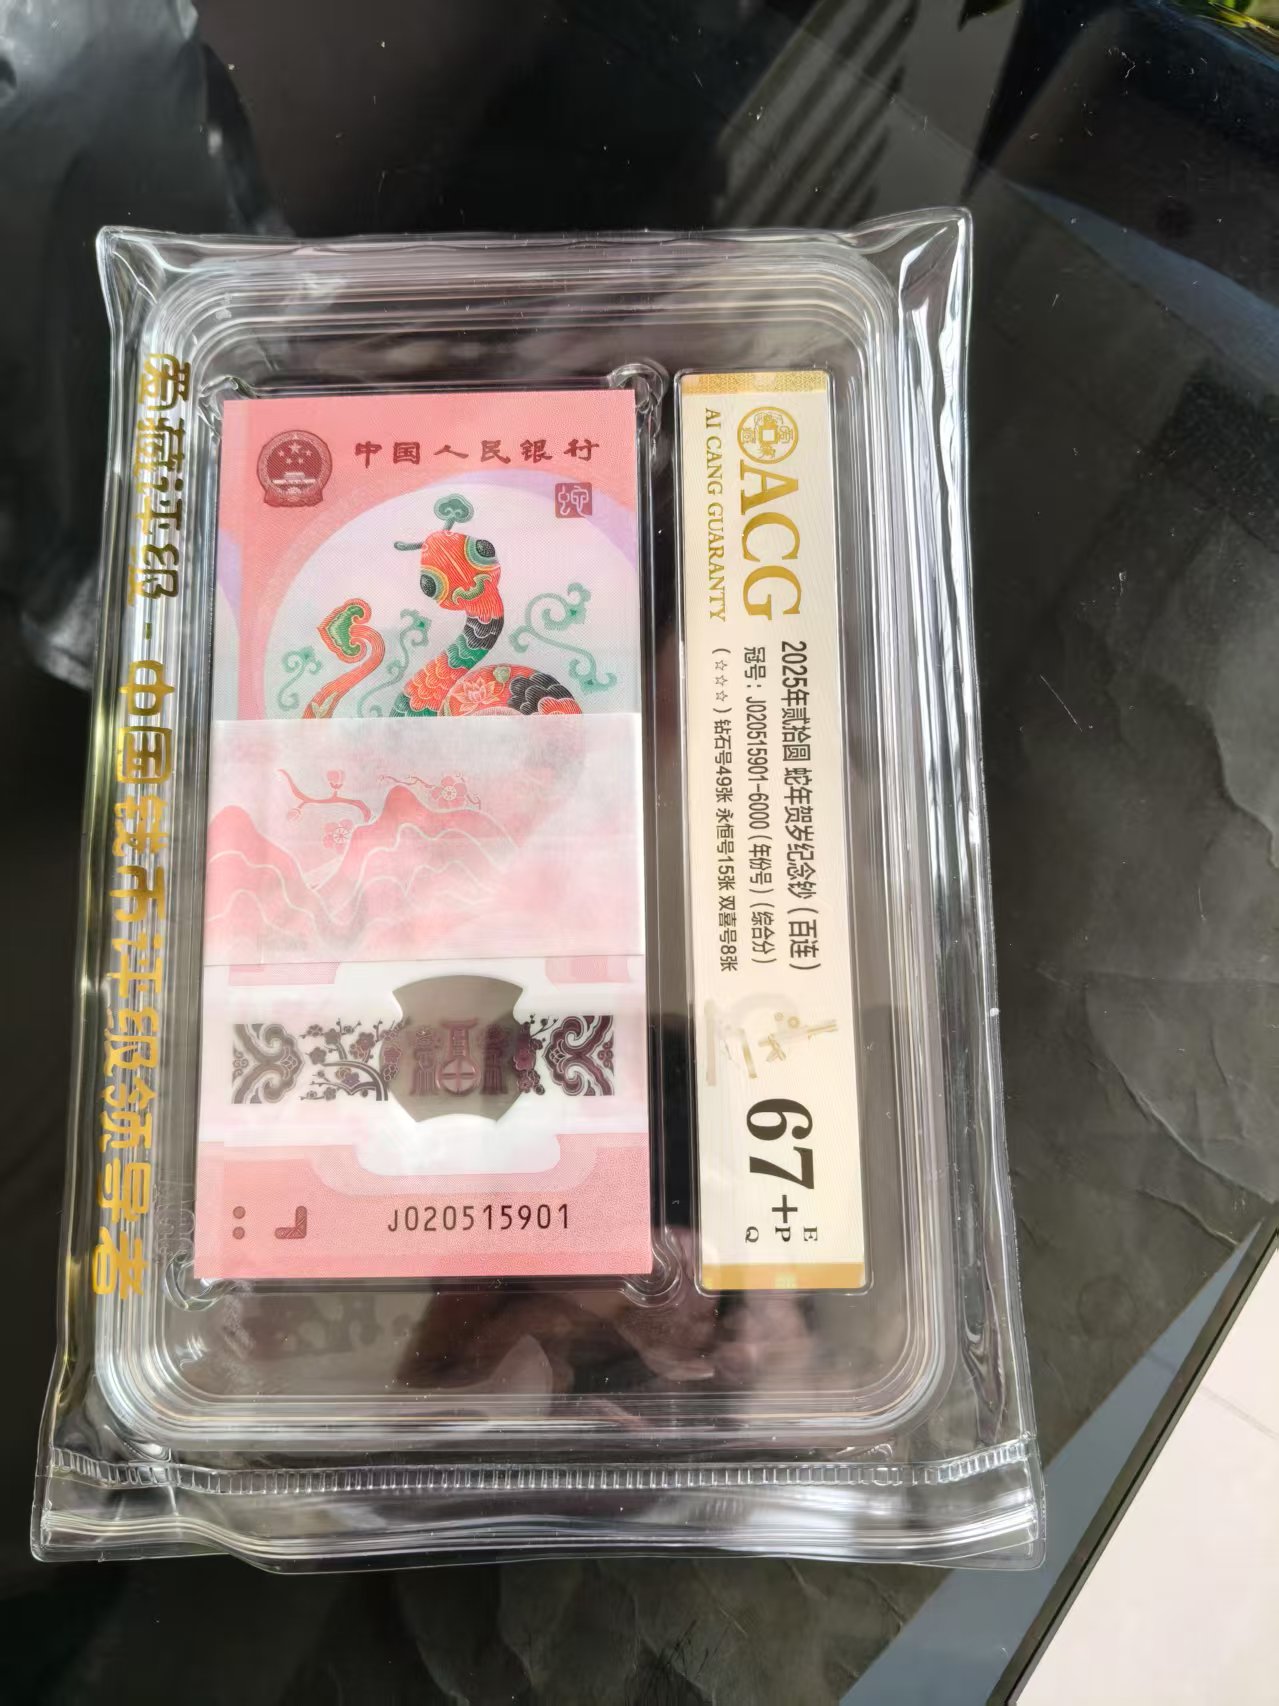 爱藏评级-中国钱币评级领导者
中国人民银行
福
J020515901
ACG
AI CANG GUARANTY
2025年贰拾圆 蛇年贺岁纪念钞（百连）
冠号：J020515901-6000（年份号）（综合分）
（☆☆☆）钻石号49张 永恒号15张 双喜号8张
67+
E
P
Q